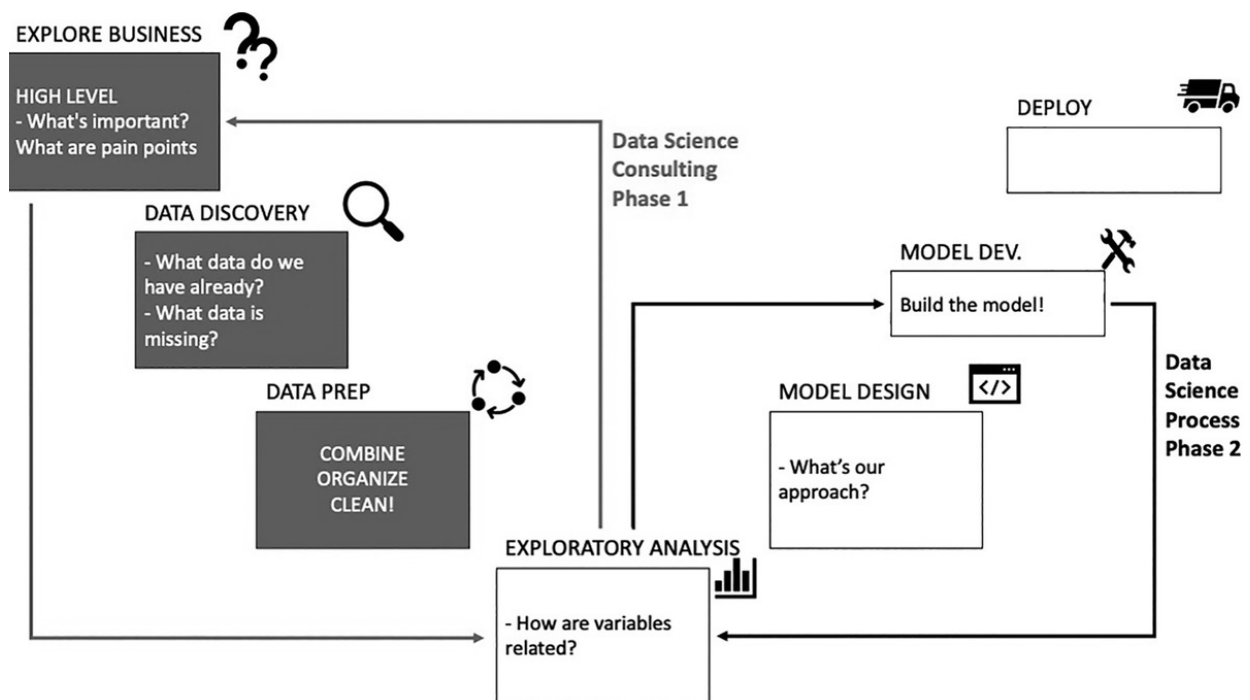 EXPLORE BUSINESS
HIGH LEVEL
- What's important?
What are pain points
DATA DISCOVERY
- What data do we
have already?
- What data is
missing?
DATA PREP
COMBINE
ORGANIZE
CLEAN!
Data Science
Consulting
Phase 1
EXPLORATORY ANALYSIS
- How are variables
related?
MODEL DESIGN
</>
- What’s our
approach?
MODEL DEV.
Build the model!
DEPLOY
Data
Science
Process
Phase 2